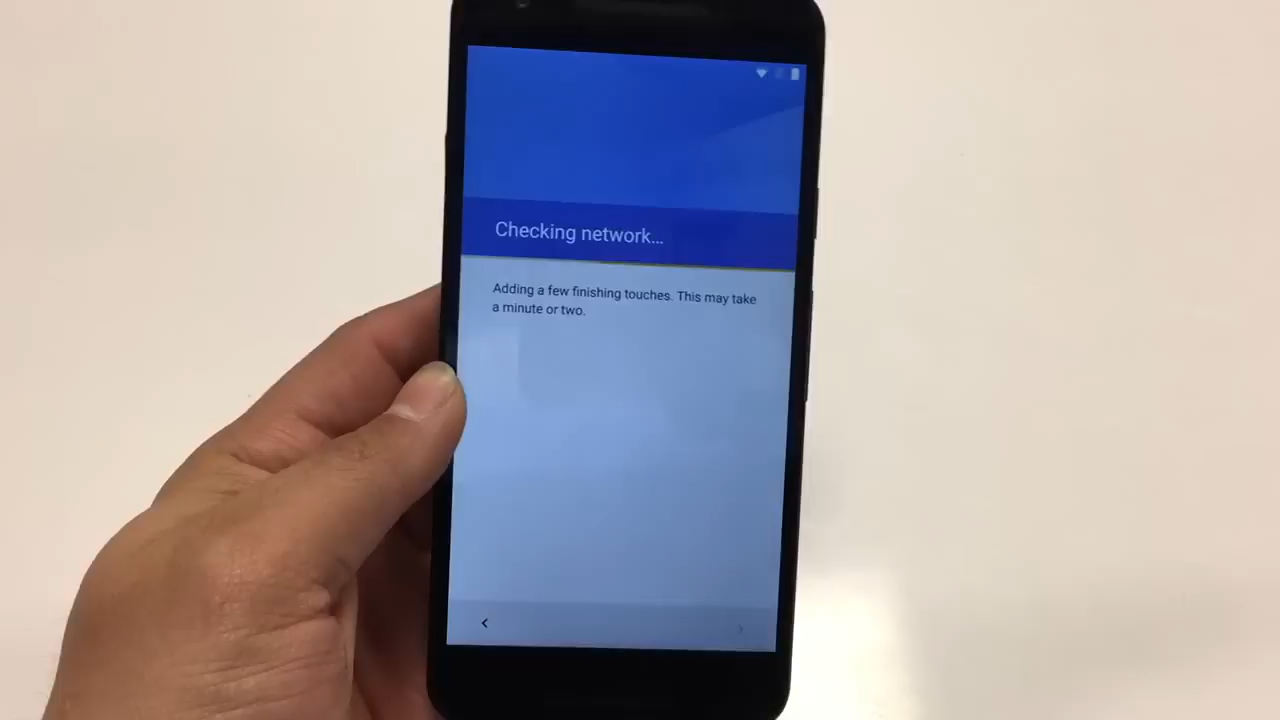 Checking network…
Adding a few finishing touches. This may take
a minute or two.